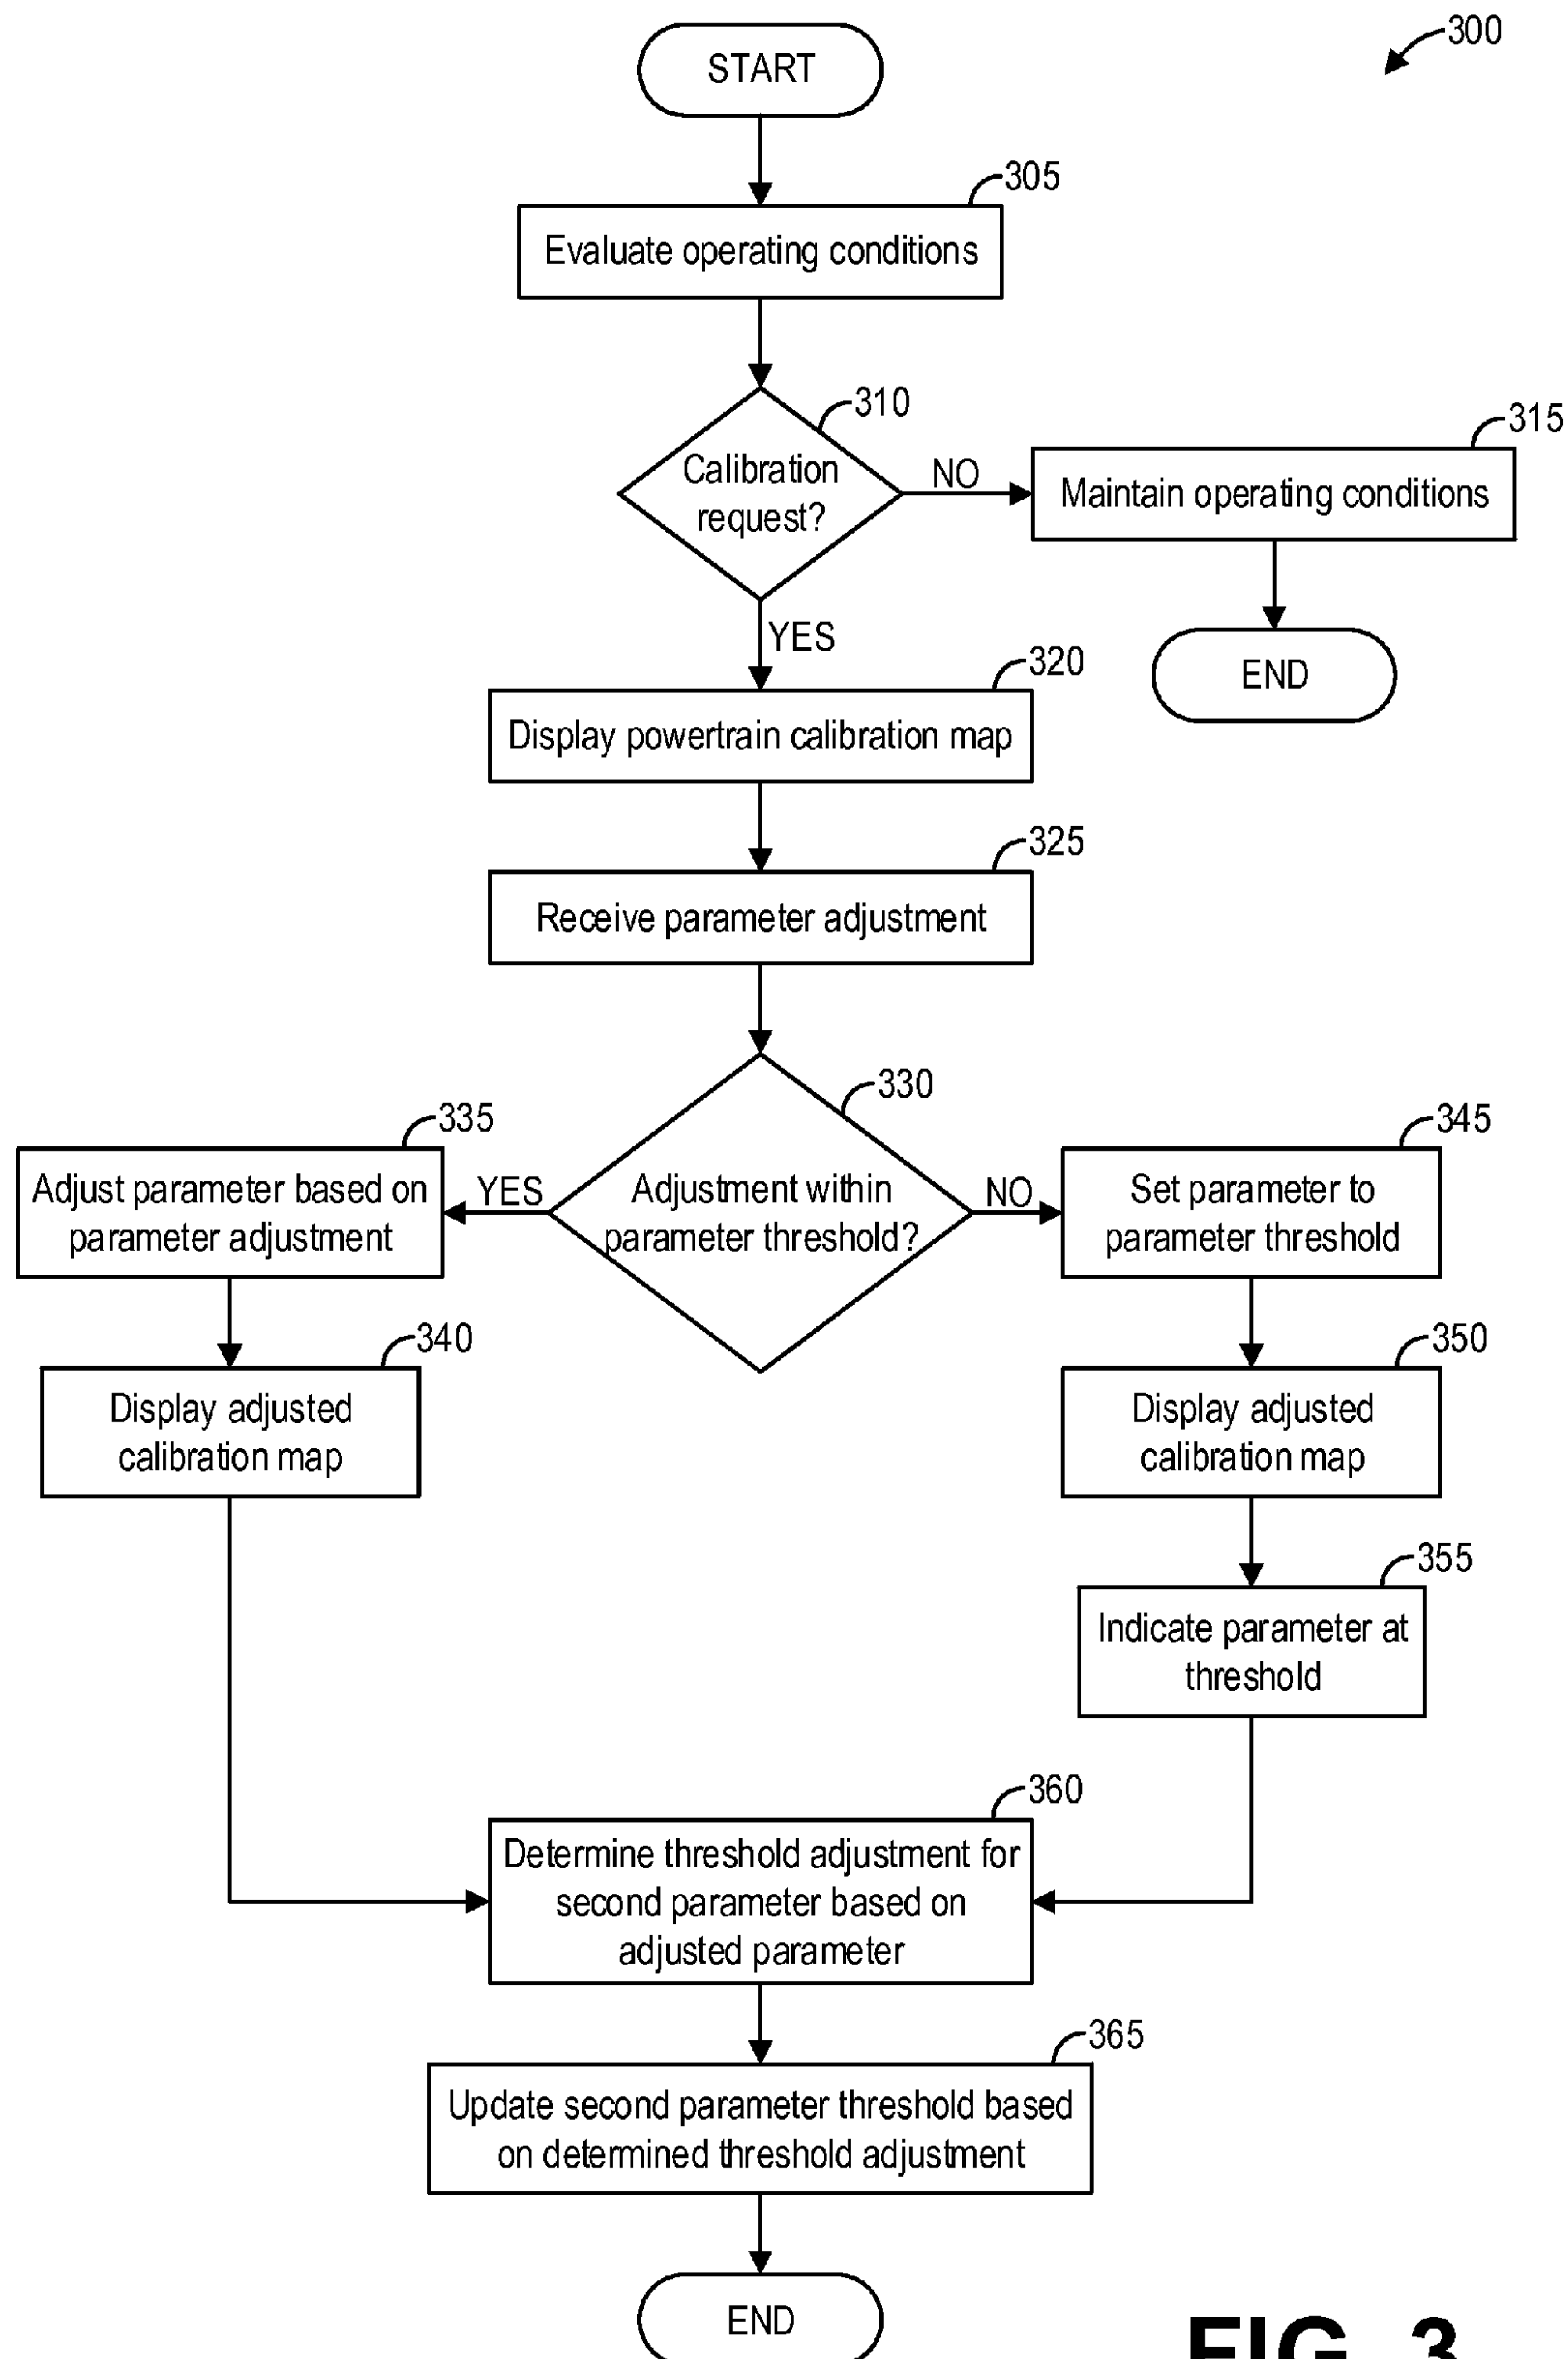 300
START
305
Evaluate operating conditions
310
Calibration
request?
NO
315
Maintain operating conditions
END
YES
320
Display powertrain calibration map
325
Receive parameter adjustment
330
Adjustment within
parameter threshold?
YES
335
Adjust parameter based on
parameter adjustment
340
Display adjusted
calibration map
NO
345
Set parameter to
parameter threshold
350
Display adjusted
calibration map
355
Indicate parameter at
threshold
360
Determine threshold adjustment for
second parameter based on
adjusted parameter
365
Update second parameter threshold based
on determined threshold adjustment
END
FIG. 3